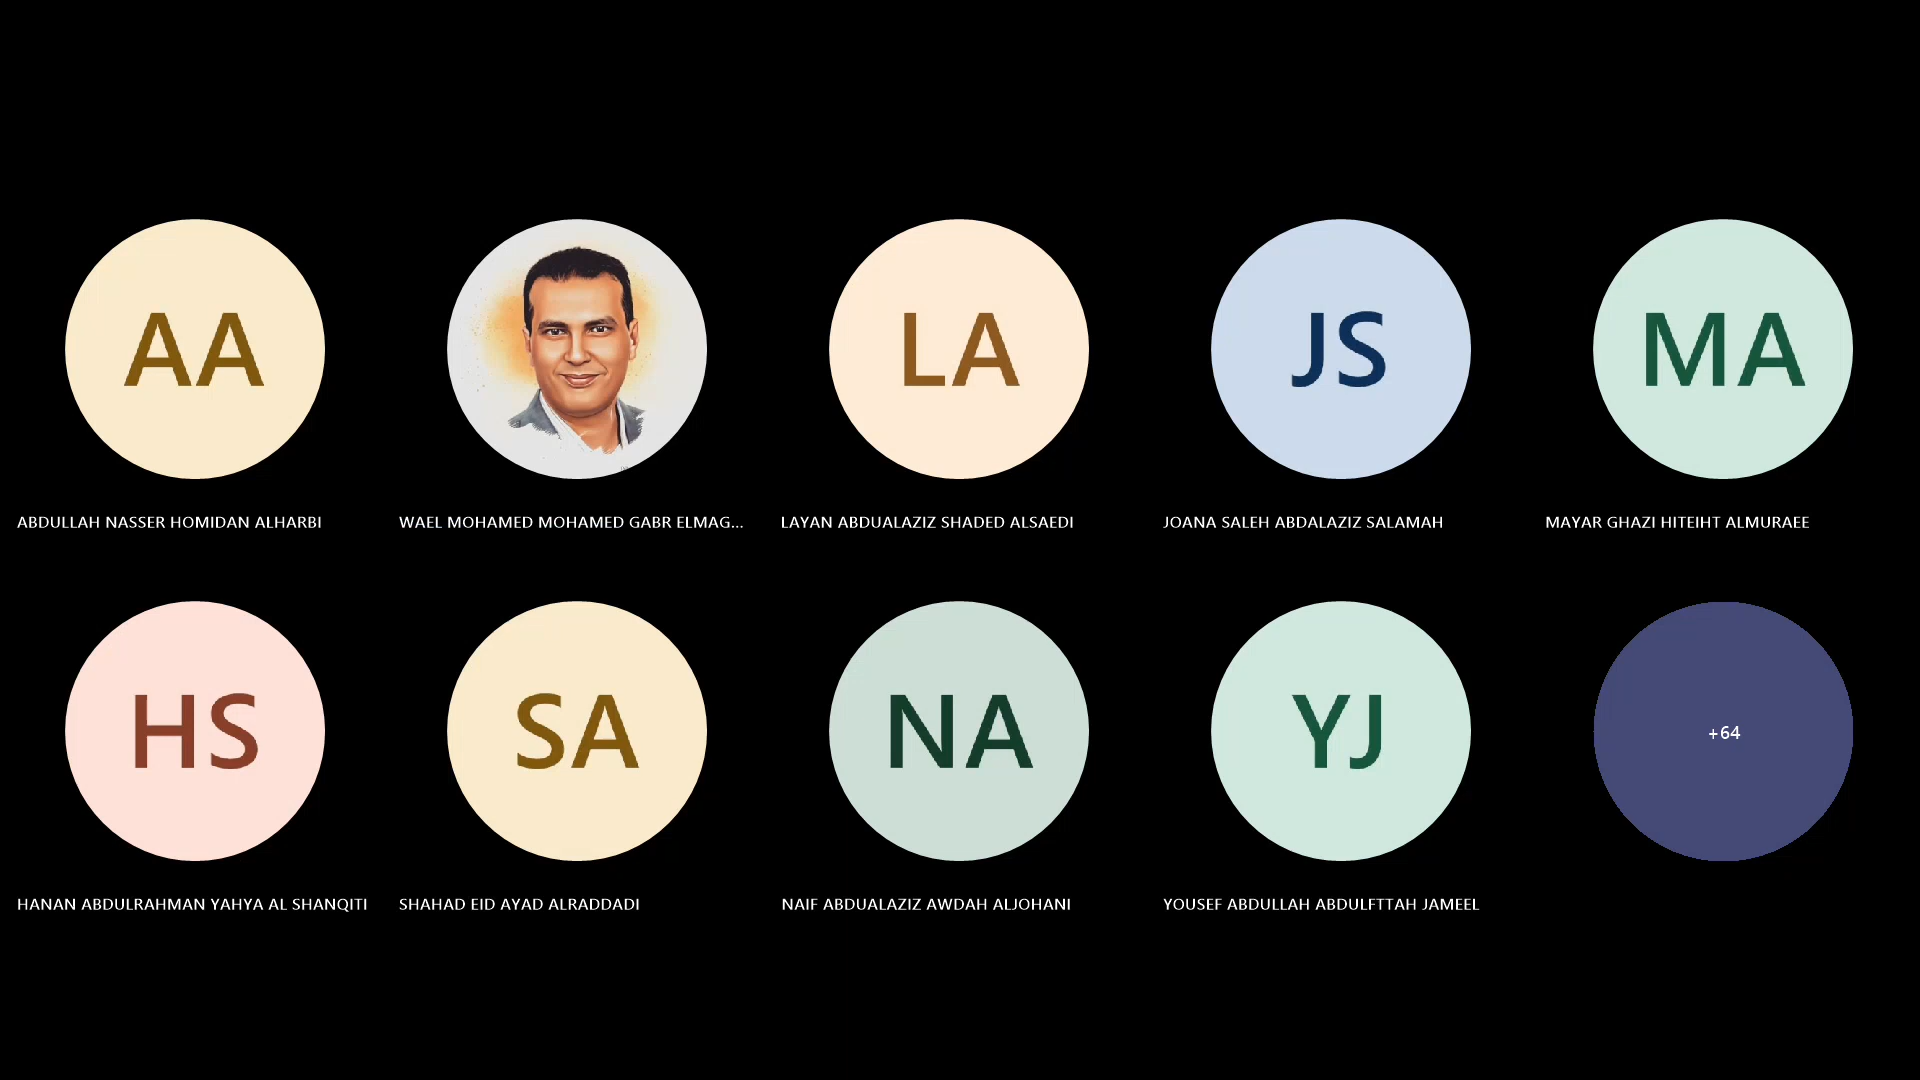 AA
LA
JS
MA
ABDULLAH NASSER HOMIDAN ALHARBI
WAEL MOHAMED MOHAMED GABR ELMAG...
LAYAN ABDUALAZIZ SHADED ALSAEDI
JOANA SALEH ABDALAZIZ SALAMAH
MAYAR GHAZI HITEIHT ALMURAEE
HS
SA
NA
YJ
+64
HANAN ABDULRAHMAN YAHYA AL SHANQITI
SHAHAD EID AYAD ALRADDADI
NAIF ABDUALAZIZ AWDAH ALJOHANI
YOUSEF ABDULLAH ABDULFTTAH JAMEEL